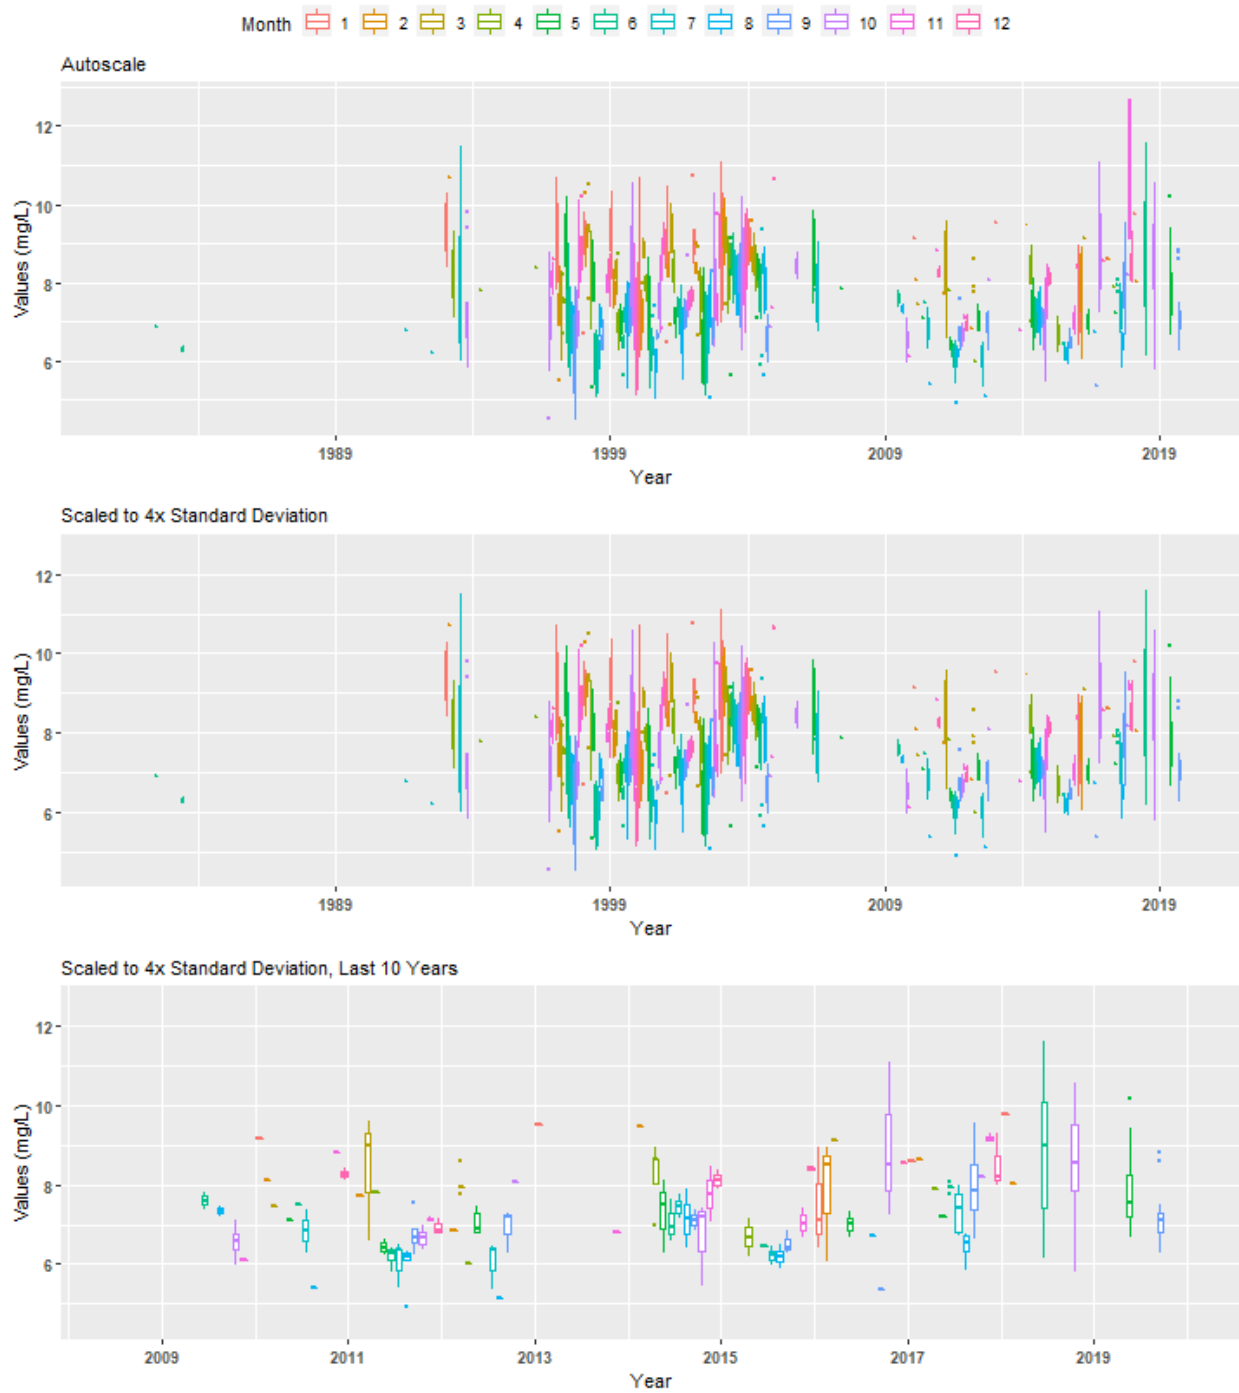 Month 1 2 3 4 5 6 7 8 9 10 11 12
Autoscale
Values (mg/L)
12
10
8
6
1989 1999 2009 2019
Year
Scaled to 4x Standard Deviation
Values (mg/L)
12
10
8
6
1989 1999 2009 2019
Year
Scaled to 4x Standard Deviation, Last 10 Years
Values (mg/L)
12
10
8
6
2009 2011 2013 2015 2017 2019
Year